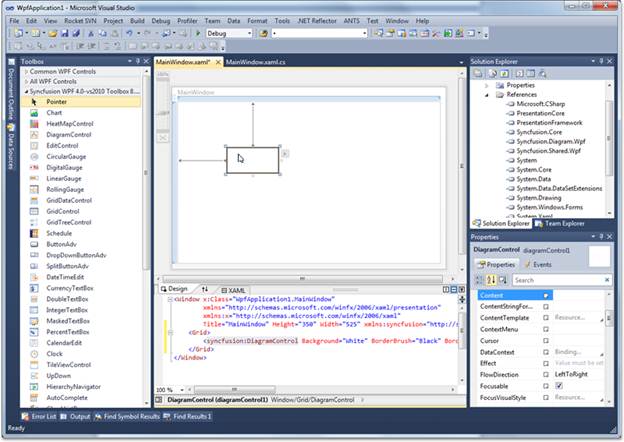 WpfApplication1 - Microsoft Visual Studio
File Edit View Rocket SVN Project Build Debug Profiler Team Data Format Tools .NET Reflector ANTS Test Window Help
Debug
Document Outline
Data Sources
Toolbox
Common WPF Controls
All WPF Controls
Syncfusion WPF 4.0-vs2010 Toolbox 8....
Pointer
Chart
HeatMapControl
DiagramControl
EditControl
CircularGauge
DigitalGauge
LinearGauge
RollingGauge
GridDataControl
GridControl
GridTreeControl
Schedule
ButtonAdv
DropDownButtonAdv
SplitButtonAdv
DateTimeEdit
CurrencyTextBox
DoubleTextBox
IntegerTextBox
MaskedTextBox
PercentTextBox
CalendarEdit
Clock
TileViewControl
UpDown
HierarchyNavigator
AutoComplete
MainWindow.xaml* MainWindow.xaml.cs
MainWindow
Design XAML
<Window x:Class="WpfApplication1.MainWindow"
xmlns="http://schemas.microsoft.com/winfx/2006/xaml/presentation"
xmlns:x="http://schemas.microsoft.com/winfx/2006/xaml"
Title="MainWindow" Height="350" Width="525" xmlns:syncfusion="http://s
<Grid>
<syncfusion:DiagramControl Background="White" BorderBrush="Black" Bord
</Grid>
</Window>
100 %
DiagramControl (diagramControl1) Window/Grid/DiagramControl
Solution Explorer
Properties
References
Microsoft.CSharp
PresentationCore
PresentationFramework
Syncfusion.Core
Syncfusion.Diagram.Wpf
Syncfusion.Shared.Wpf
System
System.Core
System.Data
System.Data.DataSetExtensions
System.Drawing
System.Windows.Forms
System.Xaml
Solution Explorer Team Explorer
Properties
DiagramControl diagramControl1
Properties Events
Search
Content
ContentStringFor...
ContentTemplate Resource...
ContextMenu
Cursor
DataContext Binding...
Effect Value must be set
FlowDirection LeftToRight
Focusable
FocusVisualStyle Resource...
Error List Output Find Symbol Results Find Results 1
Ready